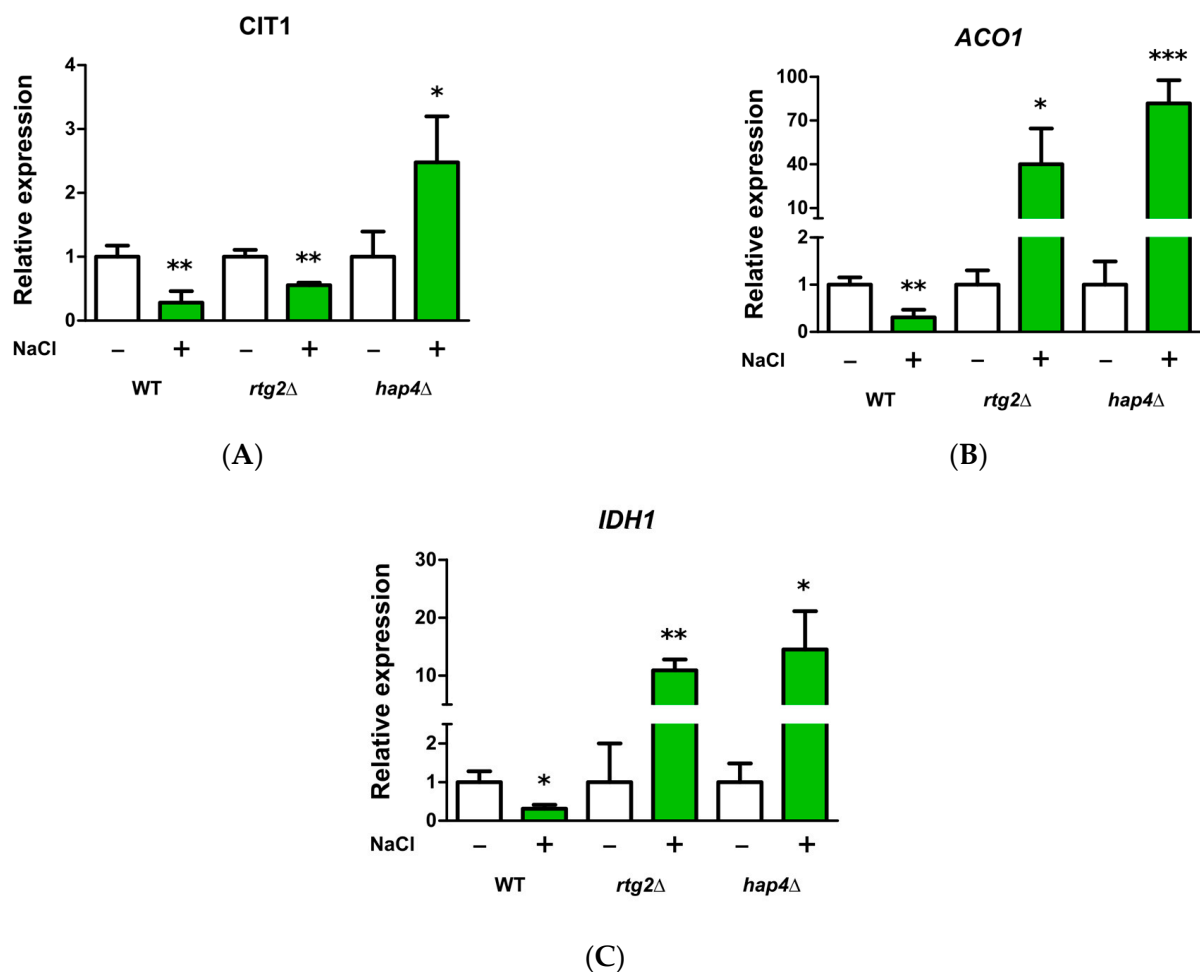 CIT1
Relative expression
4
3
2
1
0
**
**
*
NaCl – + – + – +
WT rtg2Δ hap4Δ
(A)
ACO1
Relative expression
100
70
40
10
2
1
0
**
*
***
NaCl – + – + – +
WT rtg2Δ hap4Δ
(B)
IDH1
Relative expression
30
20
10
2
1
0
*
**
*
NaCl – + – + – +
WT rtg2Δ hap4Δ
(C)